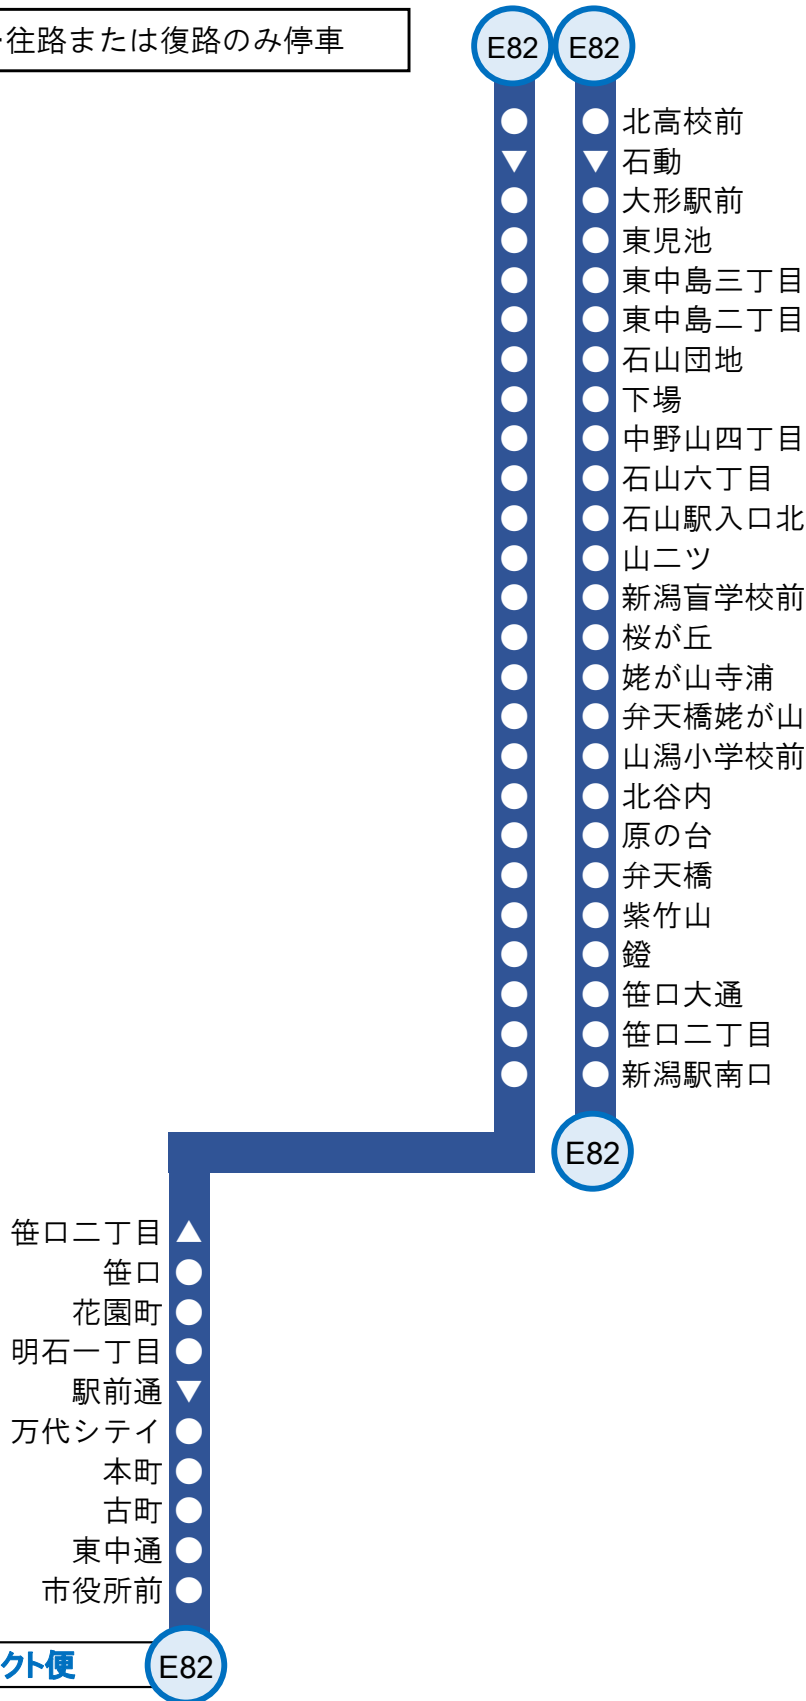 往路または復路のみ停車
E82 E82
北高校前
石動
大形駅前
東児池
東中島三丁目
東中島二丁目
石山団地
下場
中野山四丁目
石山六丁目
石山駅入口北
山二ツ
新潟盲学校前
桜が丘
姥が山寺浦
弁天橋姥が山
山潟小学校前
北谷内
原の台
弁天橋
紫竹山
鐙
笹口大通
笹口二丁目
新潟駅南口
E82
笹口二丁目
笹口
花園町
明石一丁目
駅前通
万代シテイ
本町
古町
東中通
市役所前
クト便 E82